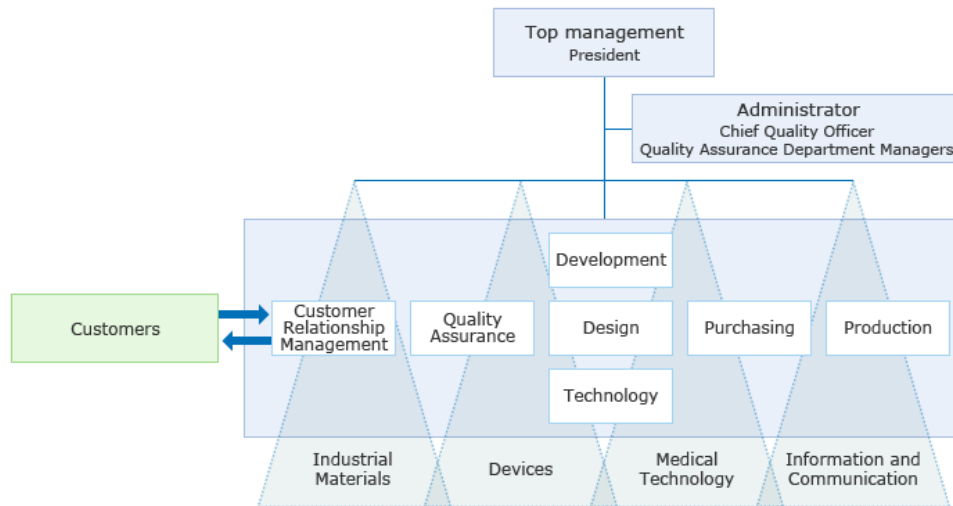 Top management
President
Administrator
Chief Quality Officer
Quality Assurance Department Managers
Development
Customers
Customer
Relationship
Management
Quality
Assurance
Design
Purchasing
Production
Technology
Industrial
Materials
Devices
Medical
Technology
Information and
Communication